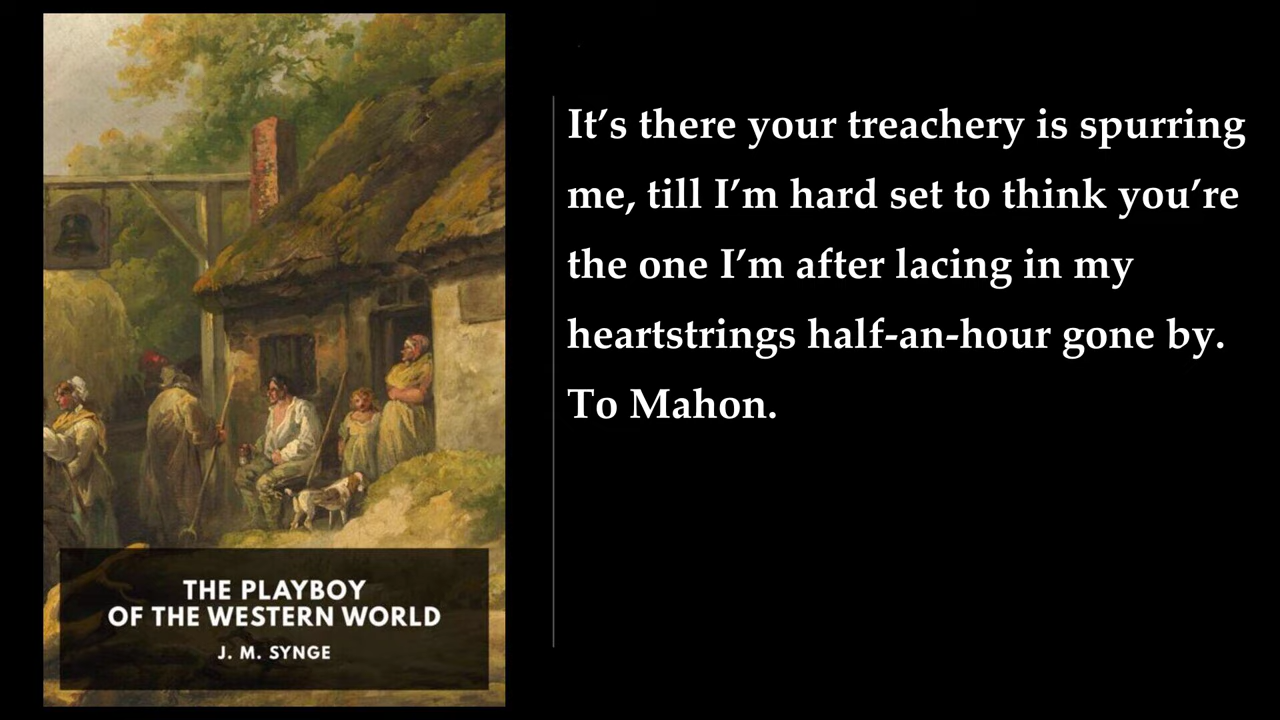 THE PLAYBOY
OF THE WESTERN WORLD
J. M. SYNGE
It’s there your treachery is spurring
me, till I’m hard set to think you’re
the one I’m after lacing in my
heartstrings half-an-hour gone by.
To Mahon.